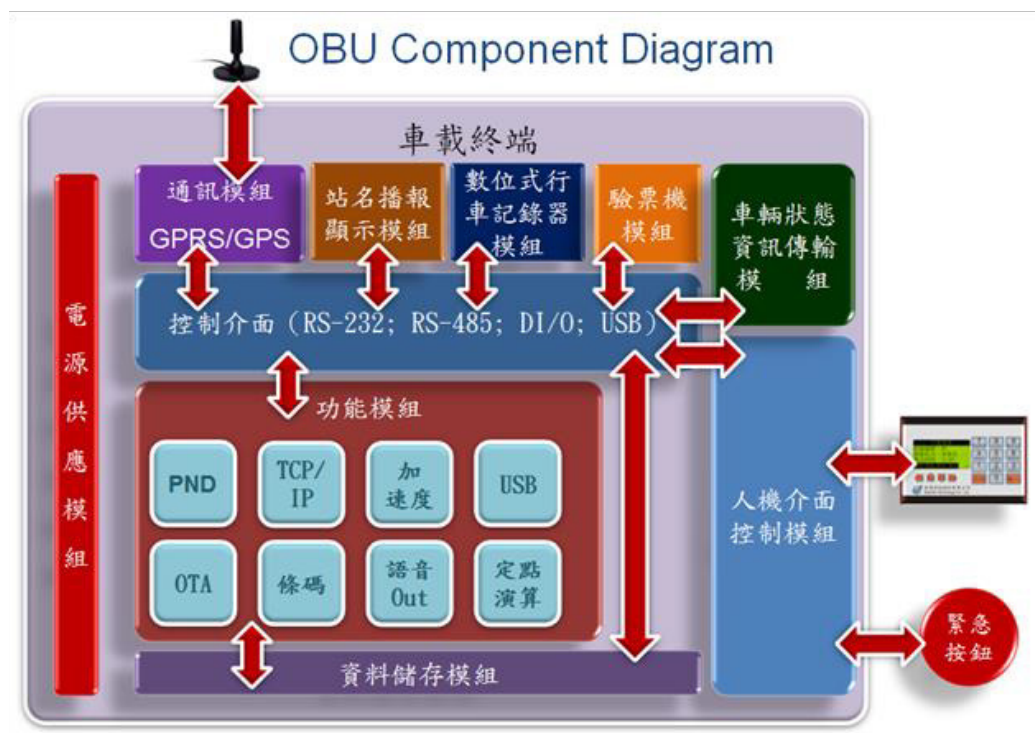 OBU Component Diagram
車載終端
電
源
供
應
模
組
通訊模組
GPRS/GPS
站名播報
顯示模組
數位式行
車記錄器
模組
驗票機
模組
車輛狀態
資訊傳輸
模 組
控制介面(RS-232; RS-485; DI/O; USB)
功能模組
PND
TCP/
IP
加
速度
USB
OTA
條碼
語音
Out
定點
演算
資料儲存模組
人機介面
控制模組
緊急
按鈕